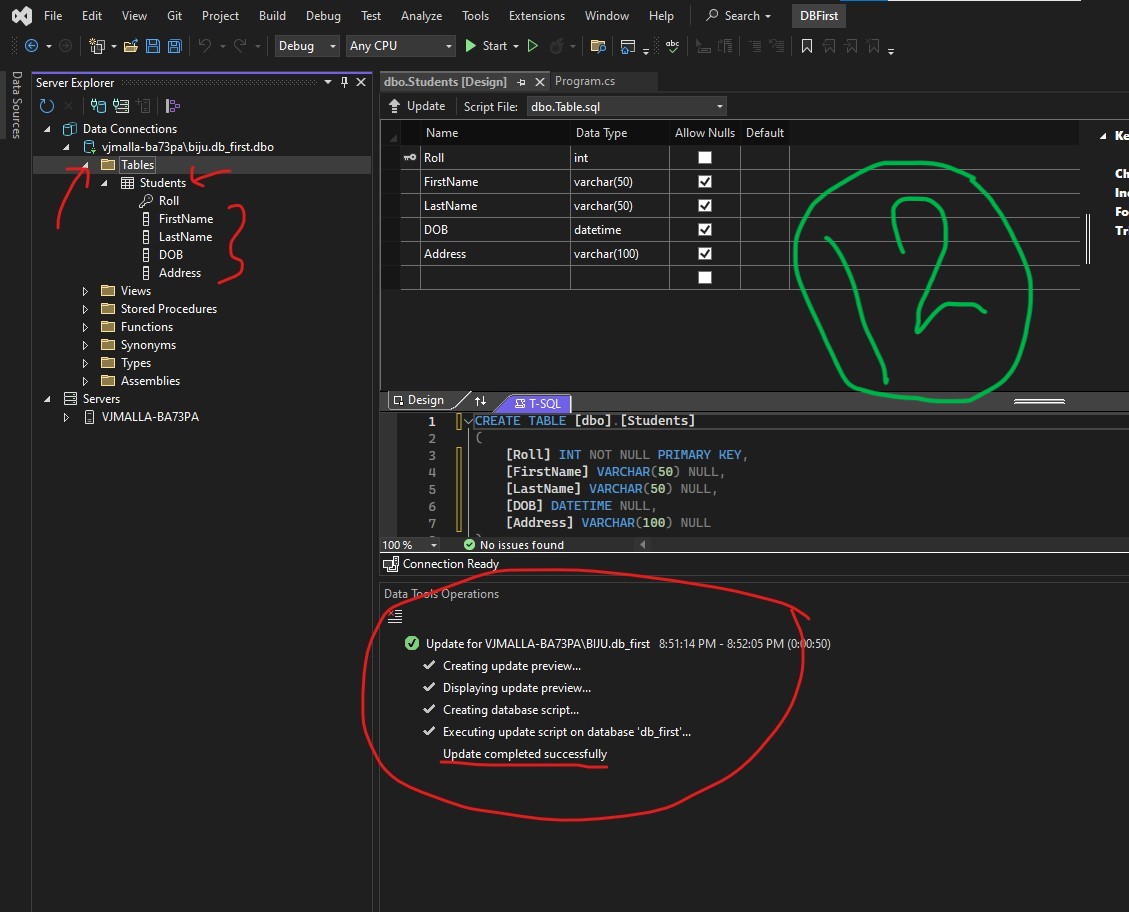 File Edit View Git Project Build Debug Test Analyze Tools Extensions Window Help Search DBFirst
Debug Any CPU Start
Data Sources
Server Explorer
Data Connections
vjmalla-ba73pa\biju.db_first.dbo
Tables
Students
Roll
FirstName
LastName
DOB
Address
Views
Stored Procedures
Functions
Synonyms
Types
Assemblies
Servers
VJMALLA-BA73PA
dbo.Students [Design] Program.cs
Update Script File: dbo.Table.sql
Name Data Type Allow Nulls Default
Roll int
FirstName varchar(50)
LastName varchar(50)
DOB datetime
Address varchar(100)
12
Ke
Ch
De
Fo
In
Tr
Design T-SQL
1 CREATE TABLE [dbo].[Students]
2 (
3 [Roll] INT NOT NULL PRIMARY KEY,
4 [FirstName] VARCHAR(50) NULL,
5 [LastName] VARCHAR(50) NULL,
6 [DOB] DATETIME NULL,
7 [Address] VARCHAR(100) NULL
100 % No issues found
Connection Ready
Data Tools Operations
Update for VJMALLA-BA73PA\BIJU.db_first 8:51:14 PM - 8:52:05 PM (0:00:50)
Creating update preview...
Displaying update preview...
Creating database script...
Executing update script on database 'db_first'...
Update completed successfully